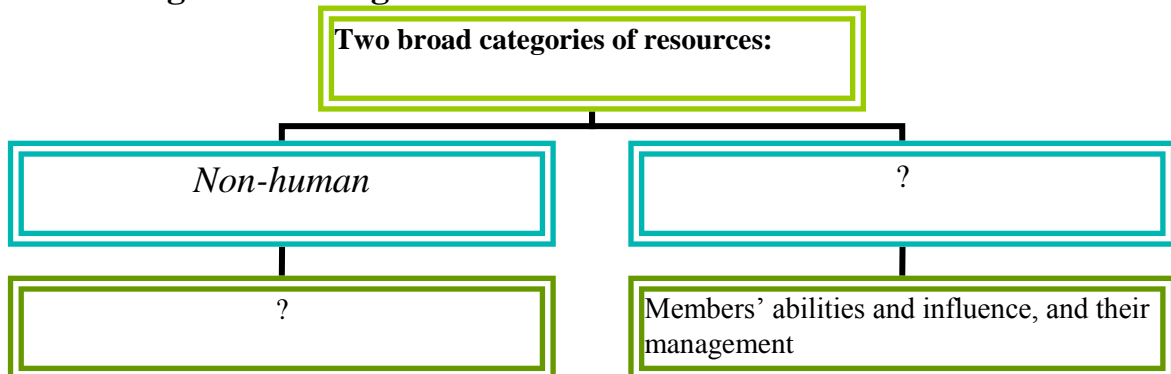 Two broad categories of resources:
Non-human
?
?
Members’ abilities and influence, and their
management